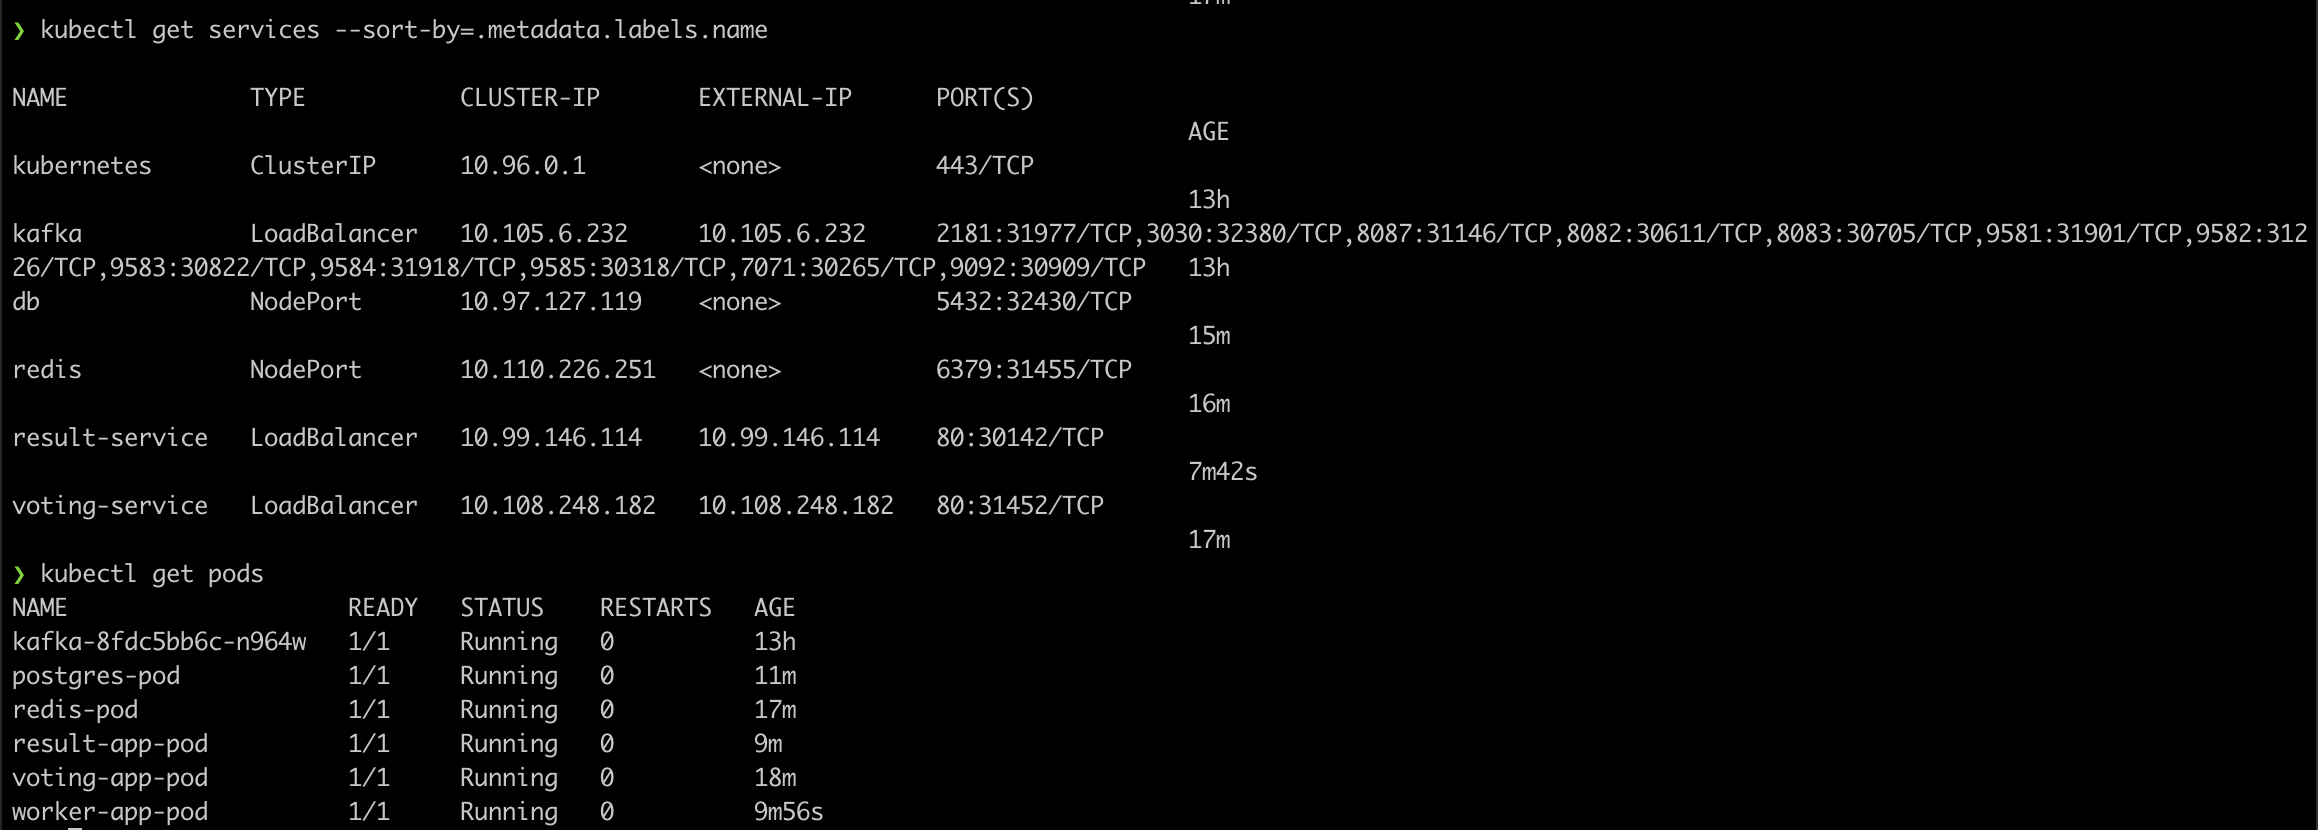 17m
❯ kubectl get services --sort-by=.metadata.labels.name
NAME TYPE CLUSTER-IP EXTERNAL-IP PORT(S)
AGE
kubernetes ClusterIP 10.96.0.1 <none> 443/TCP
13h
kafka LoadBalancer 10.105.6.232 10.105.6.232 2181:31977/TCP,3030:32380/TCP,8087:31146/TCP,8082:30611/TCP,8083:30705/TCP,9581:31901/TCP,9582:312
26/TCP,9583:30822/TCP,9584:31918/TCP,9585:30318/TCP,7071:30265/TCP,9092:30909/TCP 13h
db NodePort 10.97.127.119 <none> 5432:32430/TCP
15m
redis NodePort 10.110.226.251 <none> 6379:31455/TCP
16m
result-service LoadBalancer 10.99.146.114 10.99.146.114 80:30142/TCP
7m42s
voting-service LoadBalancer 10.108.248.182 10.108.248.182 80:31452/TCP
17m
❯ kubectl get pods
NAME READY STATUS RESTARTS AGE
kafka-8fdc5bb6c-n964w 1/1 Running 0 13h
postgres-pod 1/1 Running 0 11m
redis-pod 1/1 Running 0 17m
result-app-pod 1/1 Running 0 9m
voting-app-pod 1/1 Running 0 18m
worker-app-pod 1/1 Running 0 9m56s